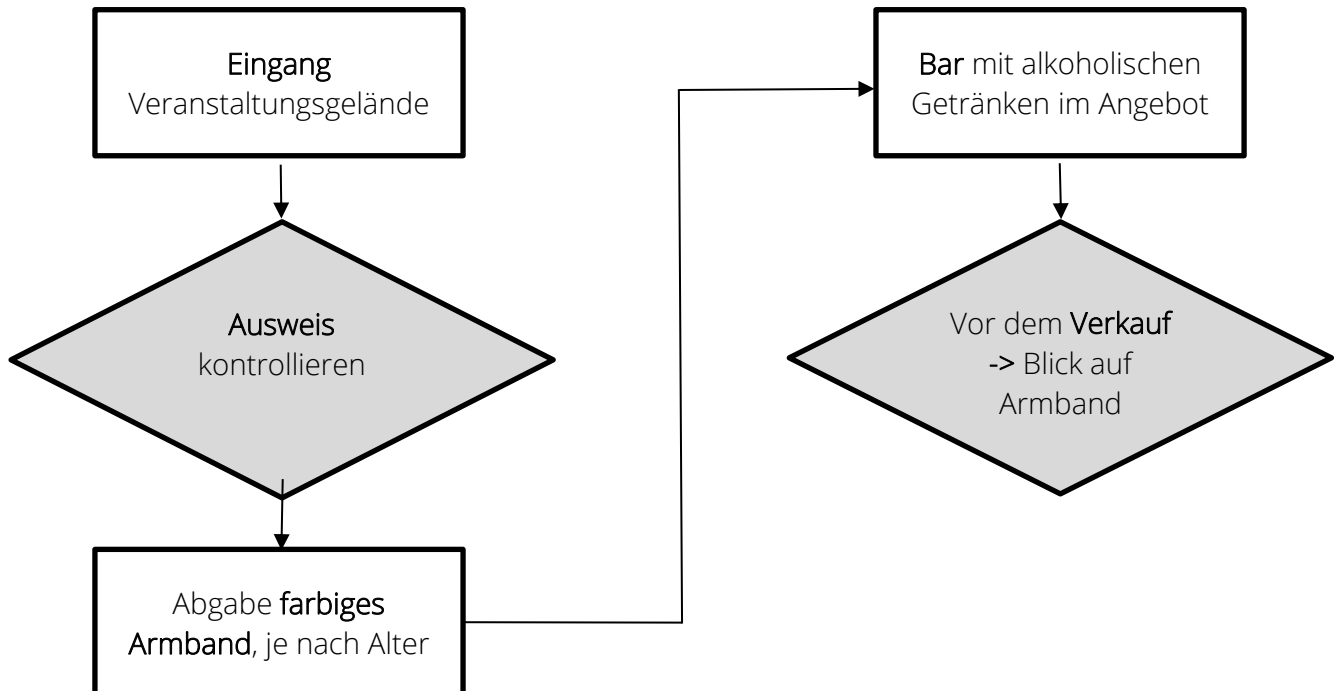 Eingang
Veranstaltungsgelände
Ausweis
kontrollieren
Abgabe farbiges
Armband, je nach Alter
Bar mit alkoholischen
Getränken im Angebot
Vor dem Verkauf
-> Blick auf
Armband